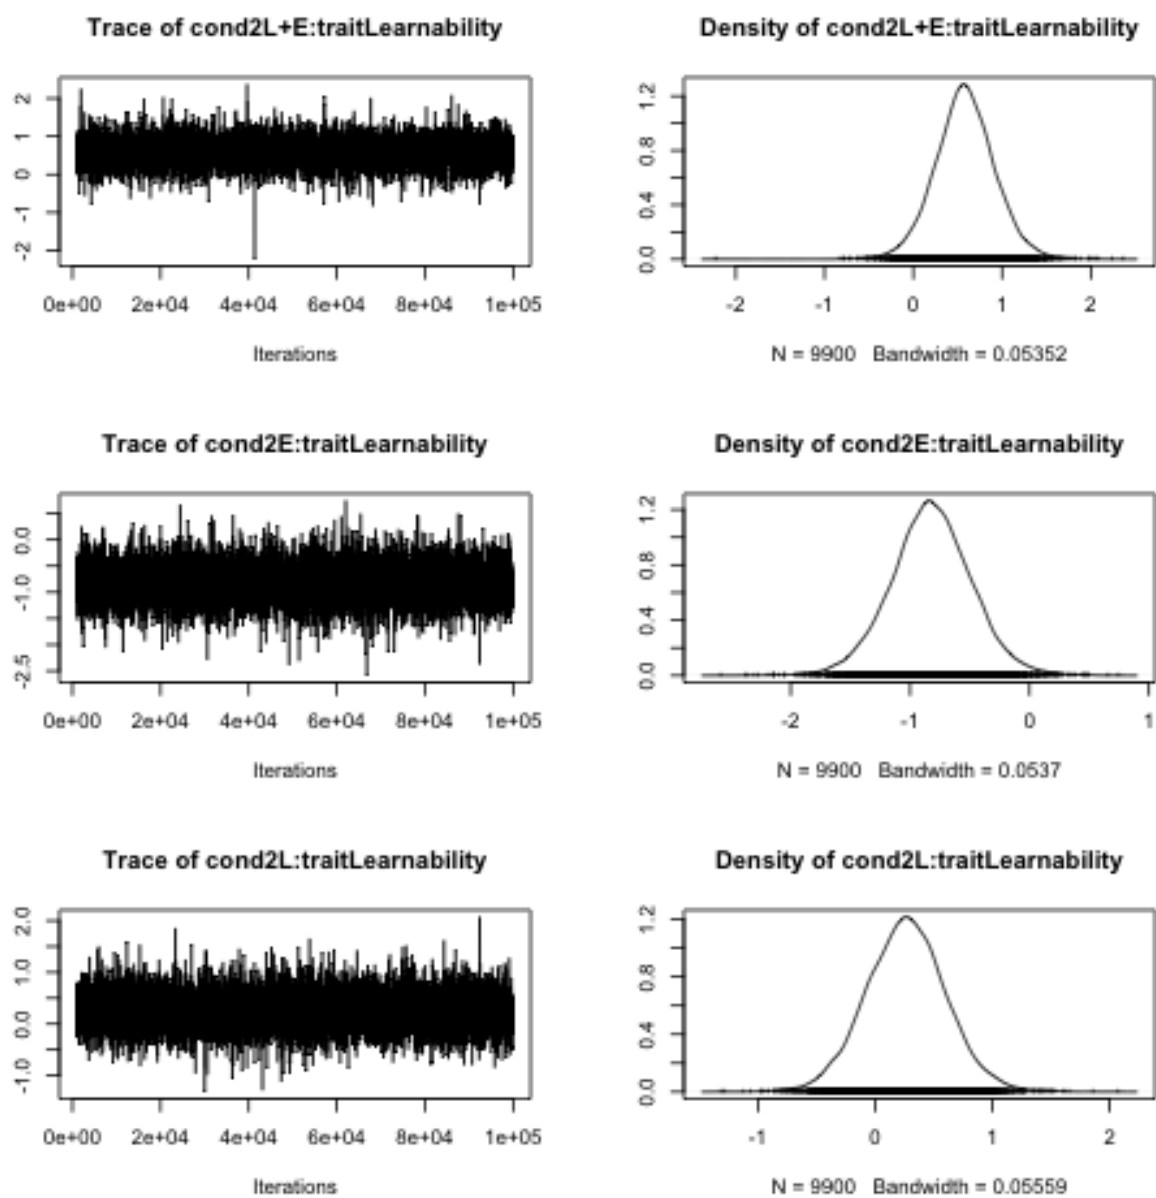 Trace of cond2L+E:traitLearnability
2
1
0
-1
-2
0e+00 2e+04 4e+04 6e+04 8e+04 1e+05
Iterations
Density of cond2L+E:traitLearnability
1.2
0.8
0.4
0.0
-2 -1 0 1 2
N = 9900 Bandwidth = 0.05352
Trace of cond2E:traitLearnability
0.0
-1.0
-2.5
0e+00 2e+04 4e+04 6e+04 8e+04 1e+05
Iterations
Density of cond2E:traitLearnability
1.2
0.8
0.4
0.0
-2 -1 0 1
N = 9900 Bandwidth = 0.0537
Trace of cond2L:traitLearnability
2.0
1.0
0.0
-1.0
0e+00 2e+04 4e+04 6e+04 8e+04 1e+05
Iterations
Density of cond2L:traitLearnability
1.2
0.8
0.4
0.0
-1 0 1 2
N = 9900 Bandwidth = 0.05559